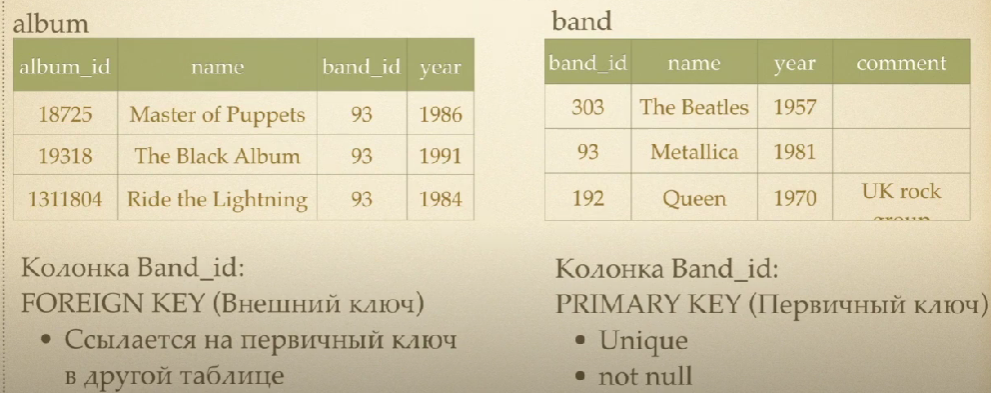 album
album_id name band_id year
18725 Master of Puppets 93 1986
19318 The Black Album 93 1991
1311804 Ride the Lightning 93 1984
Колонка Band_id:
FOREIGN KEY (Внешний ключ)
• Ссылается на первичный ключ
в другой таблице
band
band_id name year comment
303 The Beatles 1957
93 Metallica 1981
192 Queen 1970 UK rock
group
Колонка Band_id:
PRIMARY KEY (Первичный ключ)
• Unique
• not null